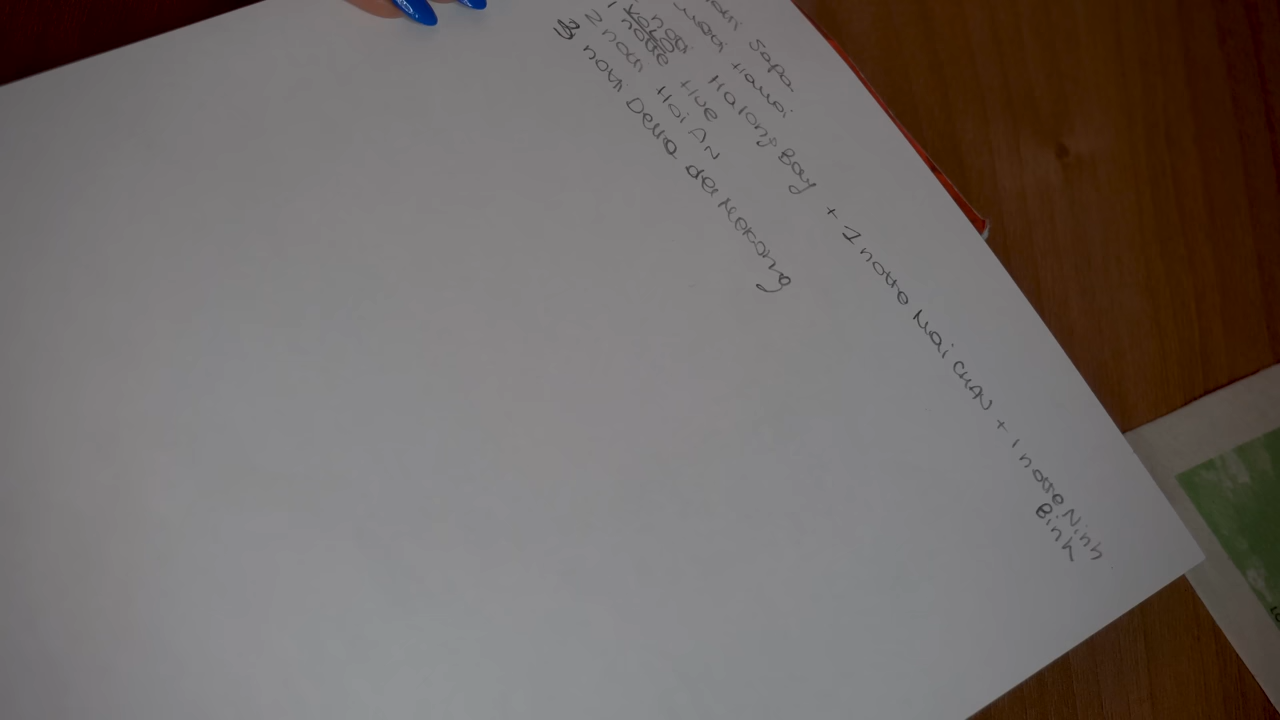 Sapa
Hanoi
Halong Bay + 1 notte Mai CHAN + 1 notte Ninh Binh
1 notte Hue
2 notti Hoi AN
3 notti Delta del Mekong